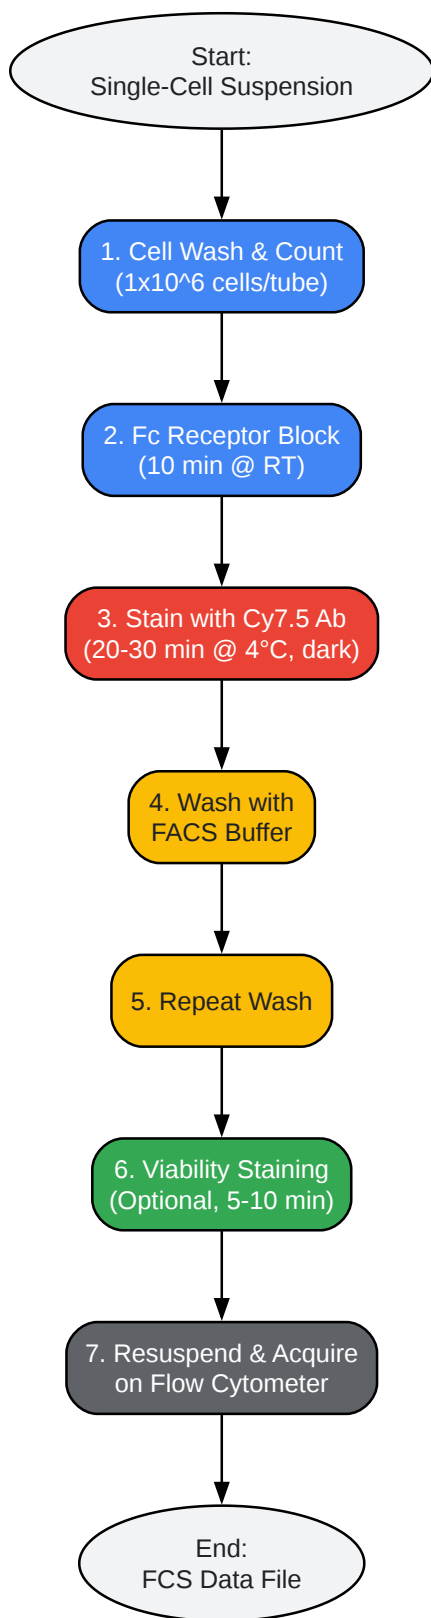 Start:
Single-Cell Suspension
1. Cell Wash & Count
(1x10^6 cells/tube)
2. Fc Receptor Block
(10 min @ RT)
3. Stain with Cy7.5 Ab
(20-30 min @ 4°C, dark)
4. Wash with
FACS Buffer
5. Repeat Wash
6. Viability Staining
(Optional, 5-10 min)
7. Resuspend & Acquire
on Flow Cytometer
End:
FCS Data File